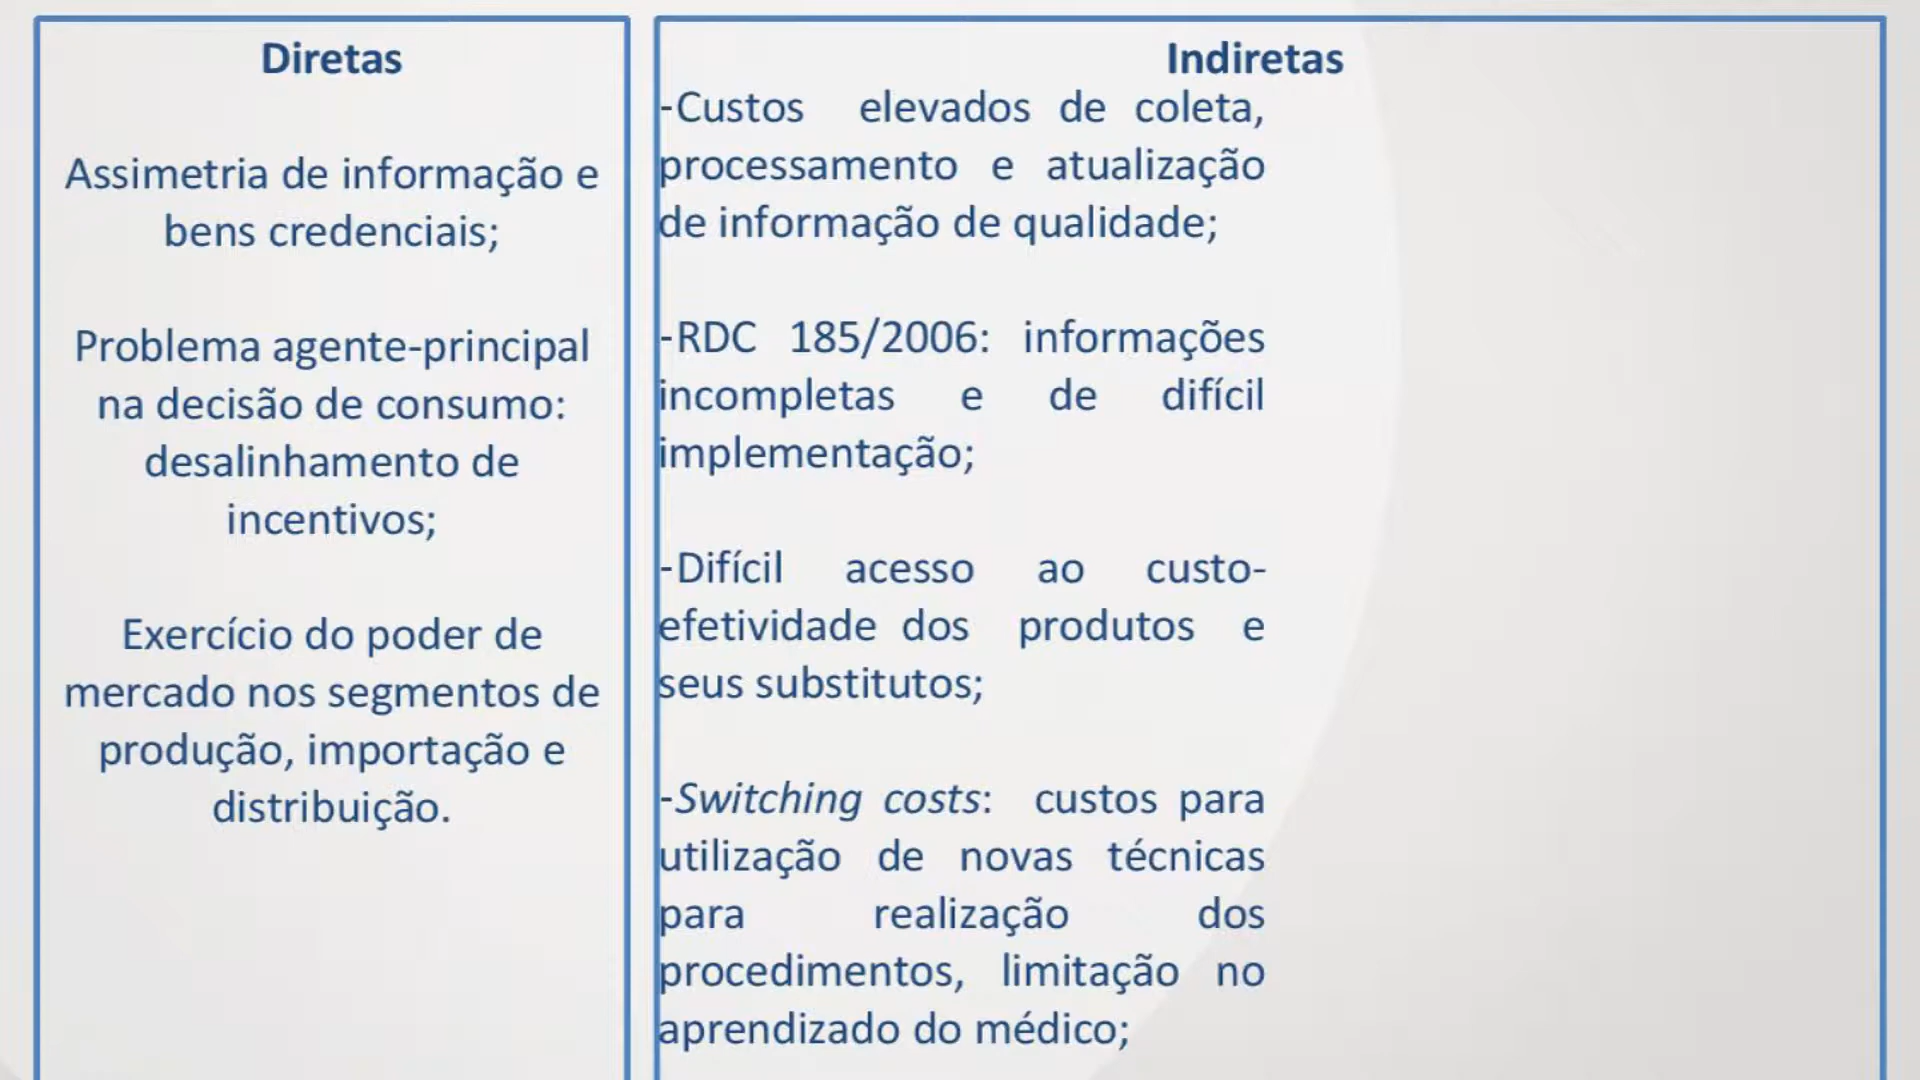 Diretas
Assimetria de informação e
bens credenciais;
Problema agente-principal
na decisão de consumo:
desalinhamento de
incentivos;
Exercício do poder de
mercado nos segmentos de
produção, importação e
distribuição.
Indiretas
-Custos elevados de coleta,
processamento e atualização
de informação de qualidade;
-RDC 185/2006: informações
incompletas e de difícil
implementação;
-Difícil acesso ao custo-
efetividade dos produtos e
seus substitutos;
-Switching costs: custos para
utilização de novas técnicas
para realização dos
procedimentos, limitação no
aprendizado do médico;